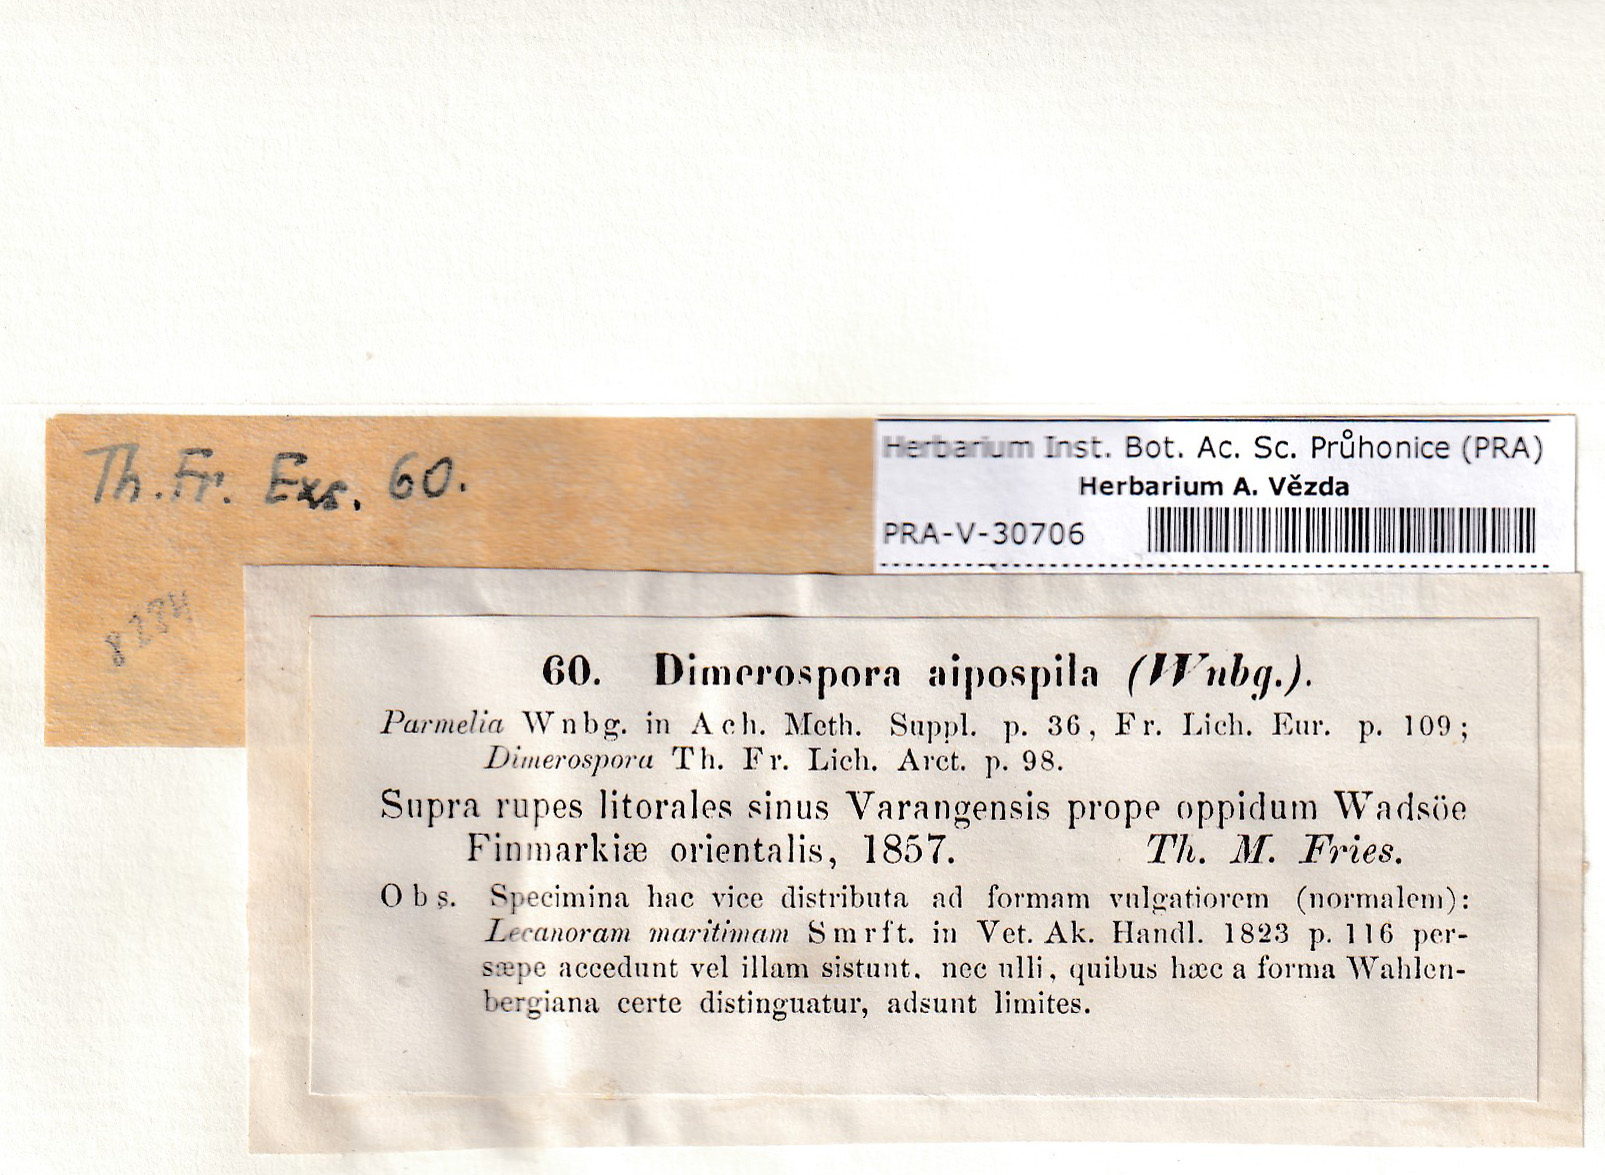 Th. Fr. Exs. 60.
Herbarium Inst. Bot. Ac. Sc. Průhonice (PRA)
Herbarium A. Vězda
PRA-V-30706
60. Dimerospora aipospila (Wnbg.).
Parmelia Wnbg. in Ach. Meth. Suppl. p. 36, Fr. Lich. Eur. p. 109;
Dimerospora Th. Fr. Lich. Arct. p. 98.
Supra rupes litorales sinus Varangensis prope oppidum Wadsöe
Finmarkiæ orientalis, 1857. Th. M. Fries.
Obs. Specimina hac vice distributa ad formam vulgatiorem (normalem):
Lecanoram maritimam Smrft. in Vet. Ak. Handl. 1823 p. 116 per-
sæpe accedunt vel illam sistunt, nec ulli, quibus hæc a forma Wahlen-
bergiana certe distinguatur, adsunt limites.